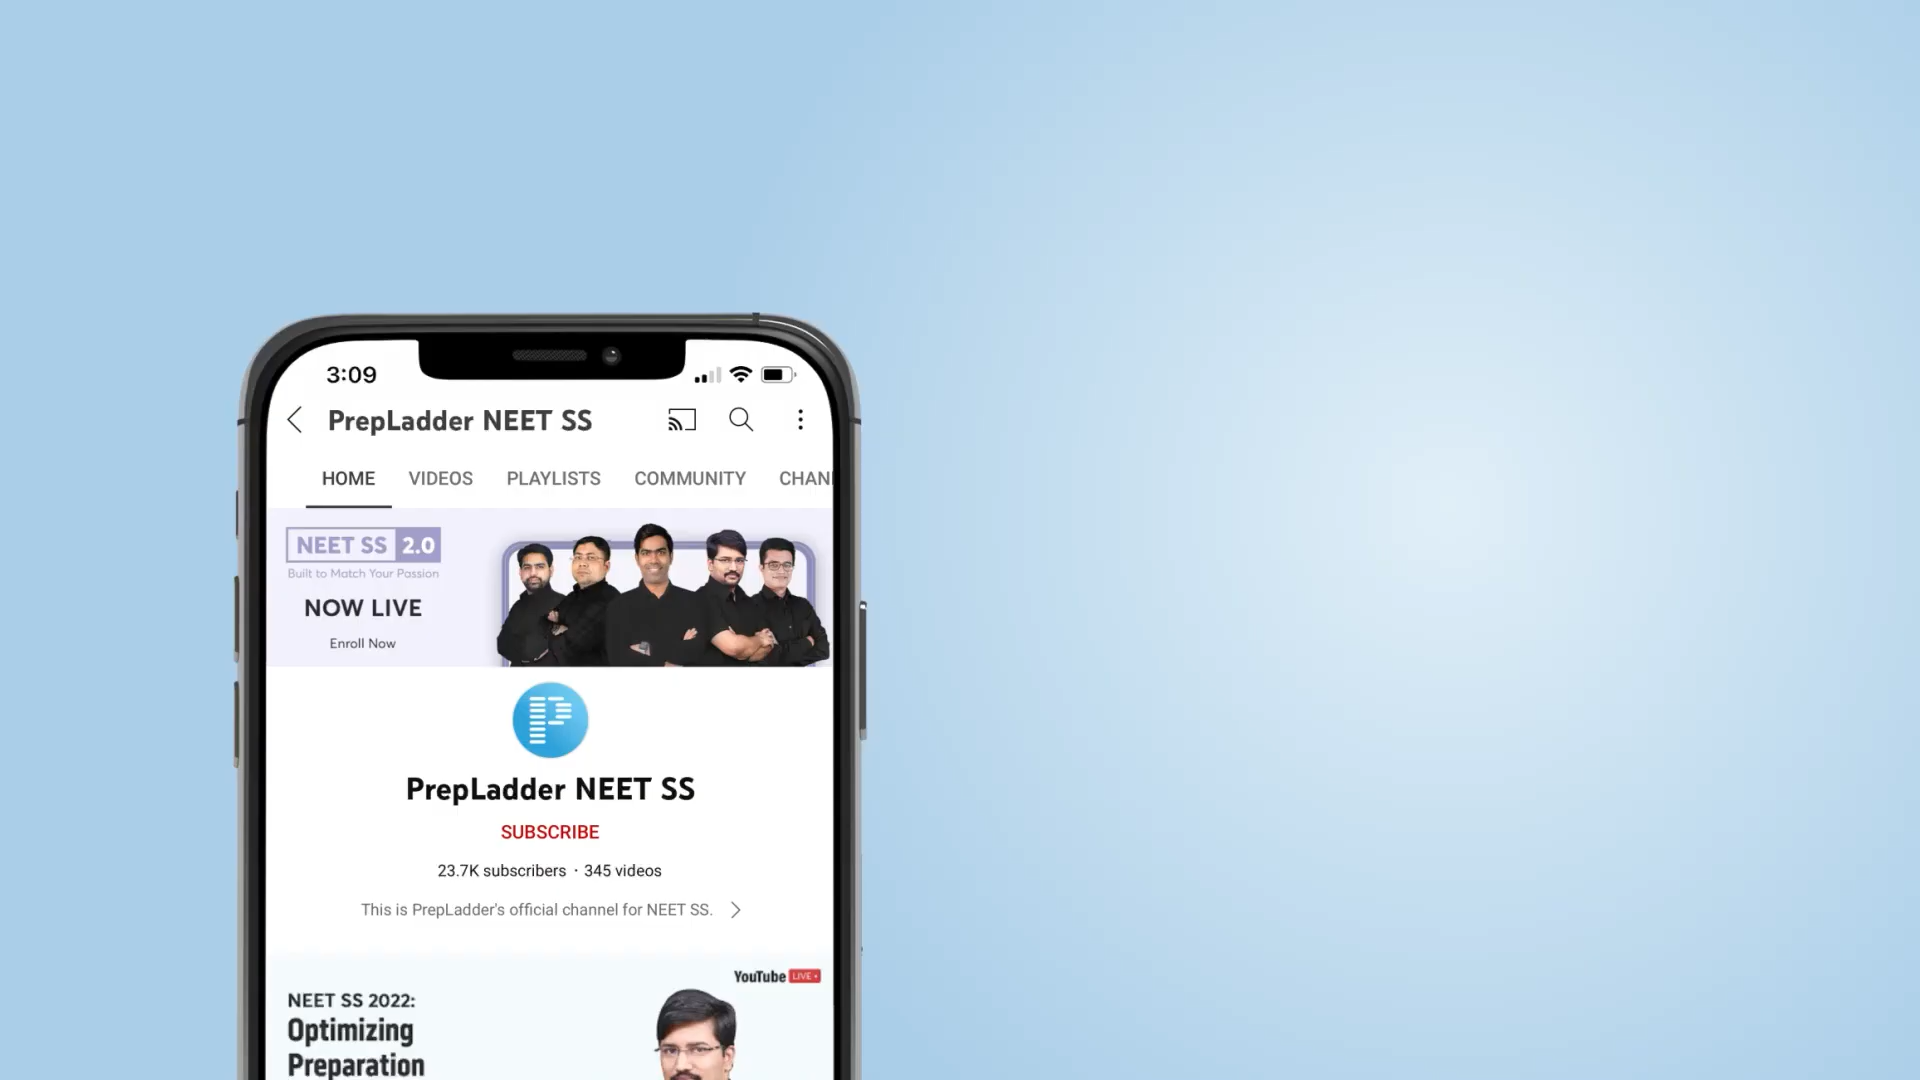 3:09
PrepLadder NEET SS
HOME VIDEOS PLAYLISTS COMMUNITY CHAN
NEET SS 2.0
Built to Match Your Passion
NOW LIVE
Enroll Now
PrepLadder NEET SS
SUBSCRIBE
23.7K subscribers · 345 videos
This is PrepLadder's official channel for NEET SS.
YouTube LIVE
NEET SS 2022:
Optimizing
Preparation